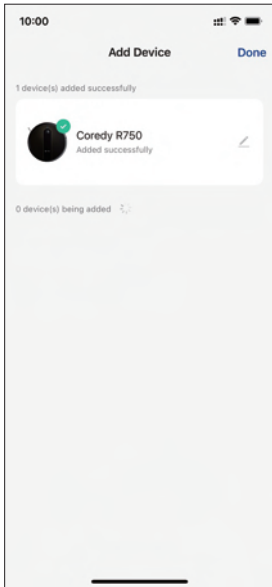 10:00
Add Device
Done
1 device(s) added successfully
Coredy R750
Added successfully
0 device(s) being added